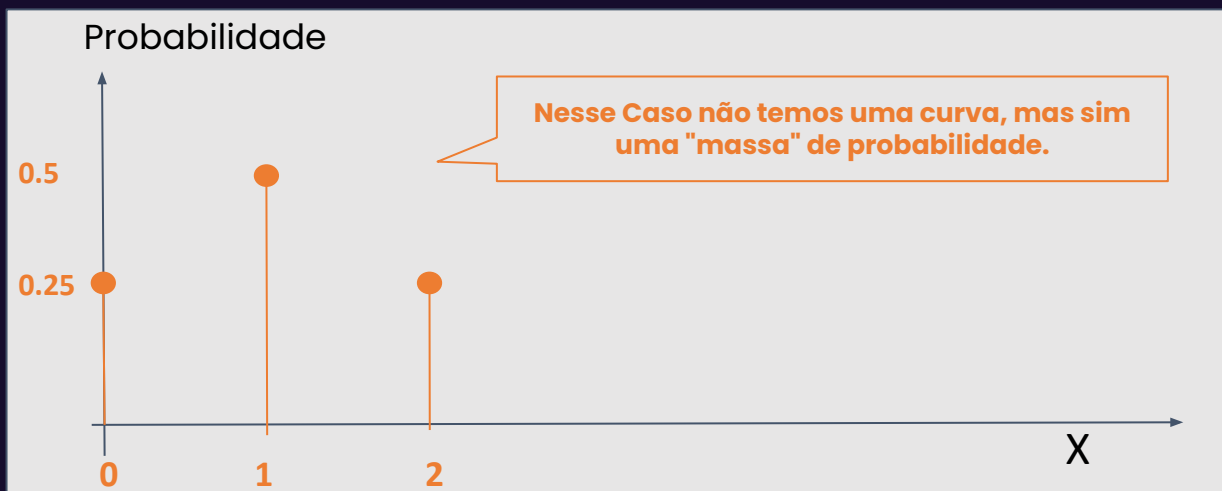 Probabilidade
Nesse Caso não temos uma curva, mas sim
uma "massa" de probabilidade.
0.5
0.25
X
0
1
2